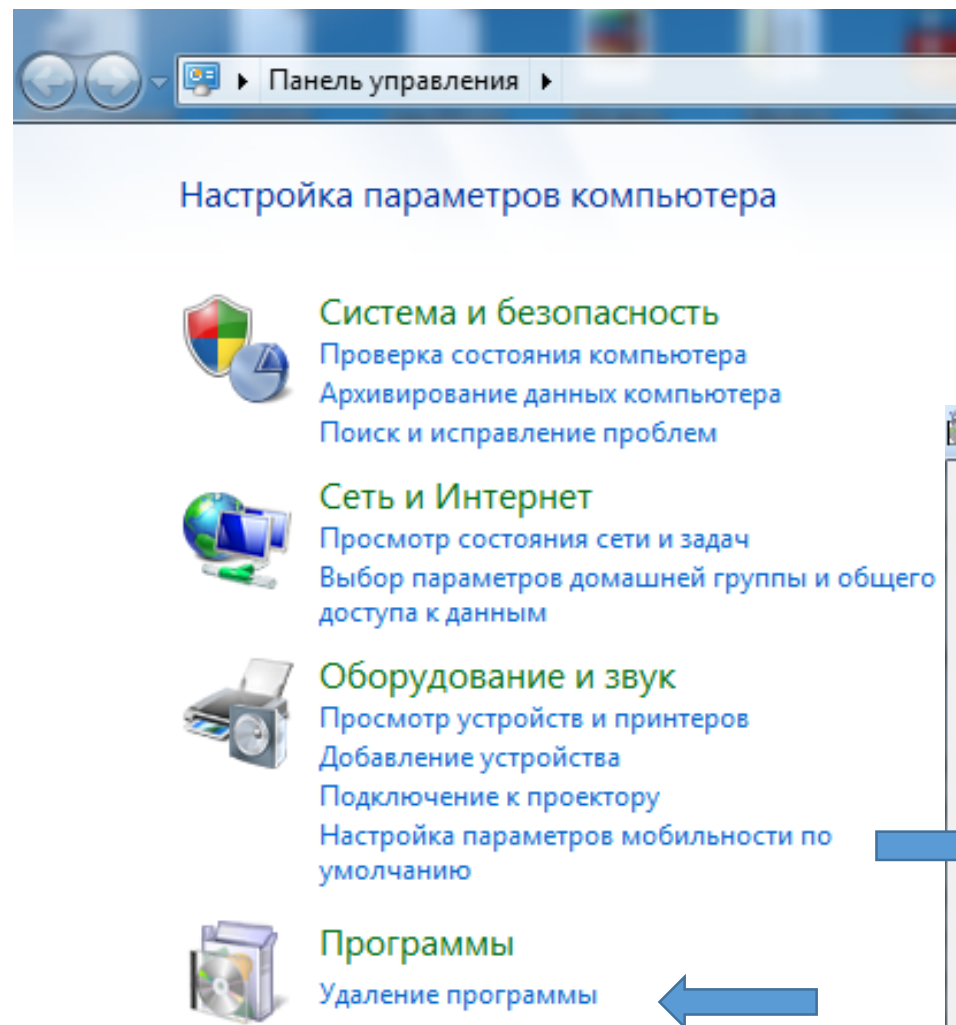 Панель управления
Настройка параметров компьютера
Система и безопасность
Проверка состояния компьютера
Архивирование данных компьютера
Поиск и исправление проблем
Сеть и Интернет
Просмотр состояния сети и задач
Выбор параметров домашней группы и общего
доступа к данным
Оборудование и звук
Просмотр устройств и принтеров
Добавление устройства
Подключение к проектору
Настройка параметров мобильности по
умолчанию
Программы
Удаление программы